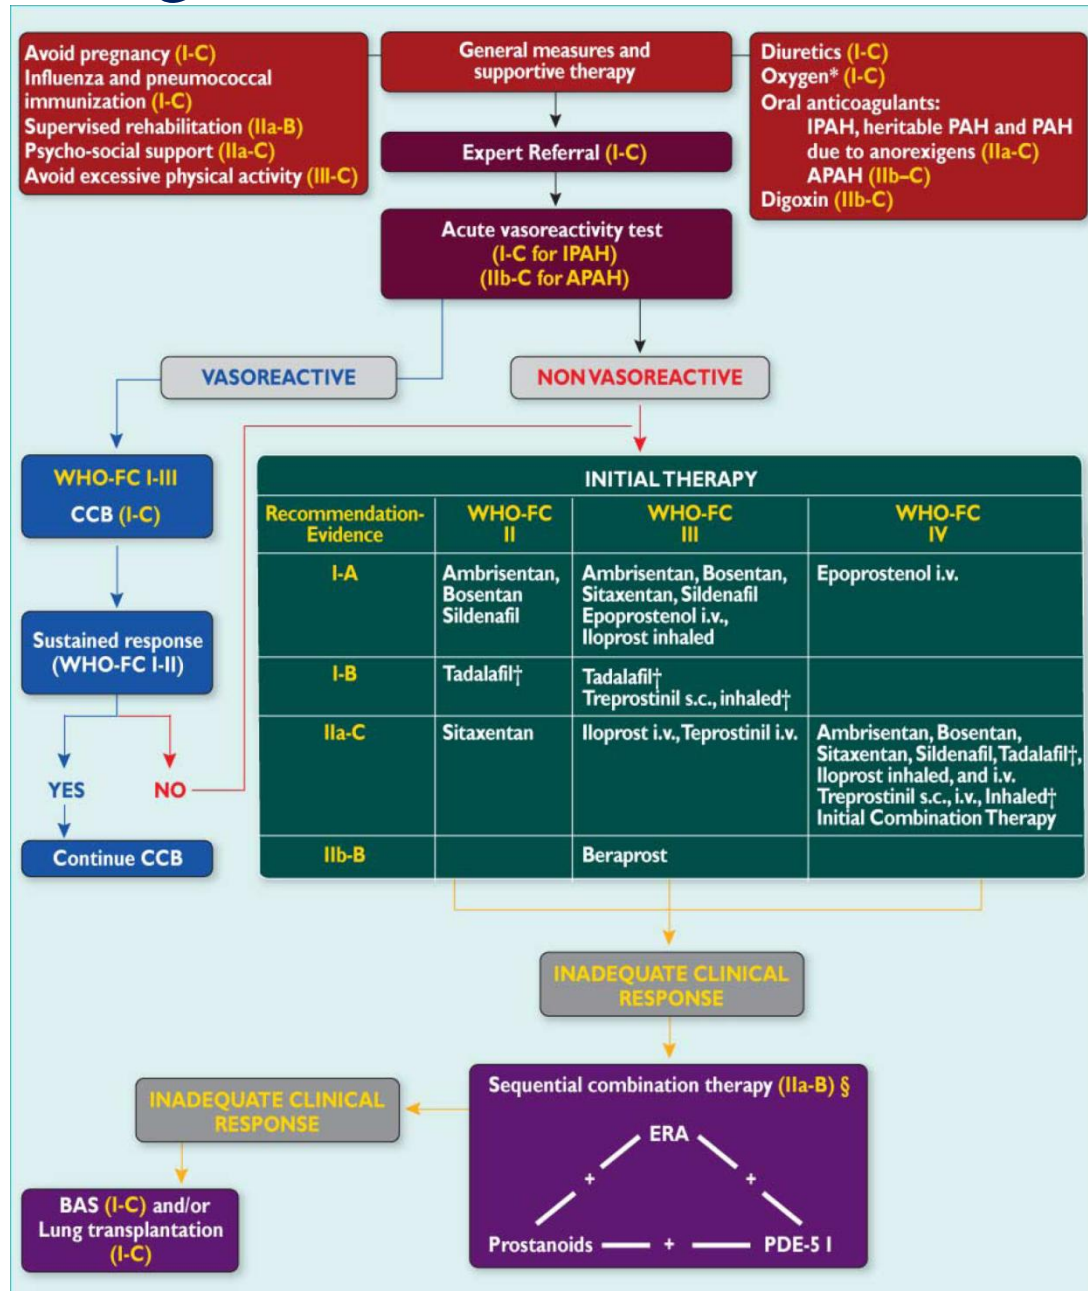 Avoid pregnancy (I-C)
Influenza and pneumococcal
immunization (I-C)
Supervised rehabilitation (IIa-B)
Psycho-social support (IIa-C)
Avoid excessive physical activity (III-C)
General measures and
supportive therapy
Diuretics (I-C)
Oxygen* (I-C)
Oral anticoagulants:
IPAH, heritable PAH and PAH
due to anorexigens (IIa-C)
APAH (IIb–C)
Digoxin (IIb-C)
Expert Referral (I-C)
Acute vasoreactivity test
(I-C for IPAH)
(IIb-C for APAH)
VASOREACTIVE
NON VASOREACTIVE
WHO-FC I-III
CCB (I-C)
Sustained response
(WHO-FC I-II)
YES
NO
Continue CCB
INITIAL THERAPY
Recommendation-
Evidence
WHO-FC
II
WHO-FC
III
WHO-FC
IV
I-A
Ambrisentan,
Bosentan
Sildenafil
Ambrisentan, Bosentan,
Sitaxentan, Sildenafil
Epoprostenol i.v.,
Iloprost inhaled
Epoprostenol i.v.
I-B
Tadalafil†
Tadalafil†
Treprostinil s.c., inhaled†
IIa-C
Sitaxentan
Iloprost i.v., Teprostinil i.v.
Ambrisentan, Bosentan,
Sitaxentan, Sildenafil, Tadalafil†,
Iloprost inhaled, and i.v.
Treprostinil s.c., i.v., Inhaled†
Initial Combination Therapy
IIb-B
Beraprost
INADEQUATE CLINICAL
RESPONSE
Sequential combination therapy (IIa-B) §
ERA
+
+
Prostanoids
+
PDE-5 I
INADEQUATE CLINICAL
RESPONSE
BAS (I-C) and/or
Lung transplantation
(I-C)